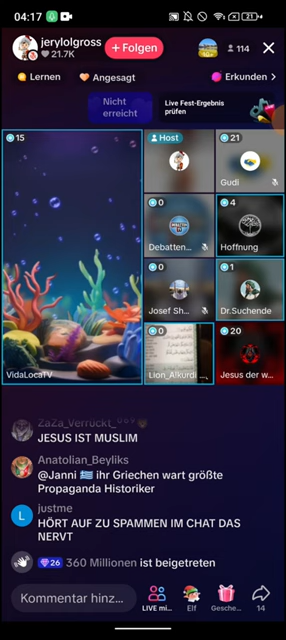 04:17
21
jerylolgross
21.7K
+ Folgen
114
Lernen
Angesagt
Erkunden >
Nicht
erreicht
Live Fest-Ergebnis
prüfen
15
Host
21
Gudi
0
4
Debatten...
Hoffnung
0
1
Josef Sh...
Dr.Suchende
0
20
VidaLocaTV
Lion_Alkurdi ...
Jesus der w...
ZaZa_Verrückt_
JESUS IST MUSLIM
Anatolian_Beyliks
@Janni 🇬🇷 ihr Griechen wart größte
Propaganda Historiker
L
justme
HÖRT AUF ZU SPAMMEN IM CHAT DAS
NERVT
26 360 Millionen ist beigetreten
Kommentar hinz...
LIVE mi...
Elf
Gesche...
14